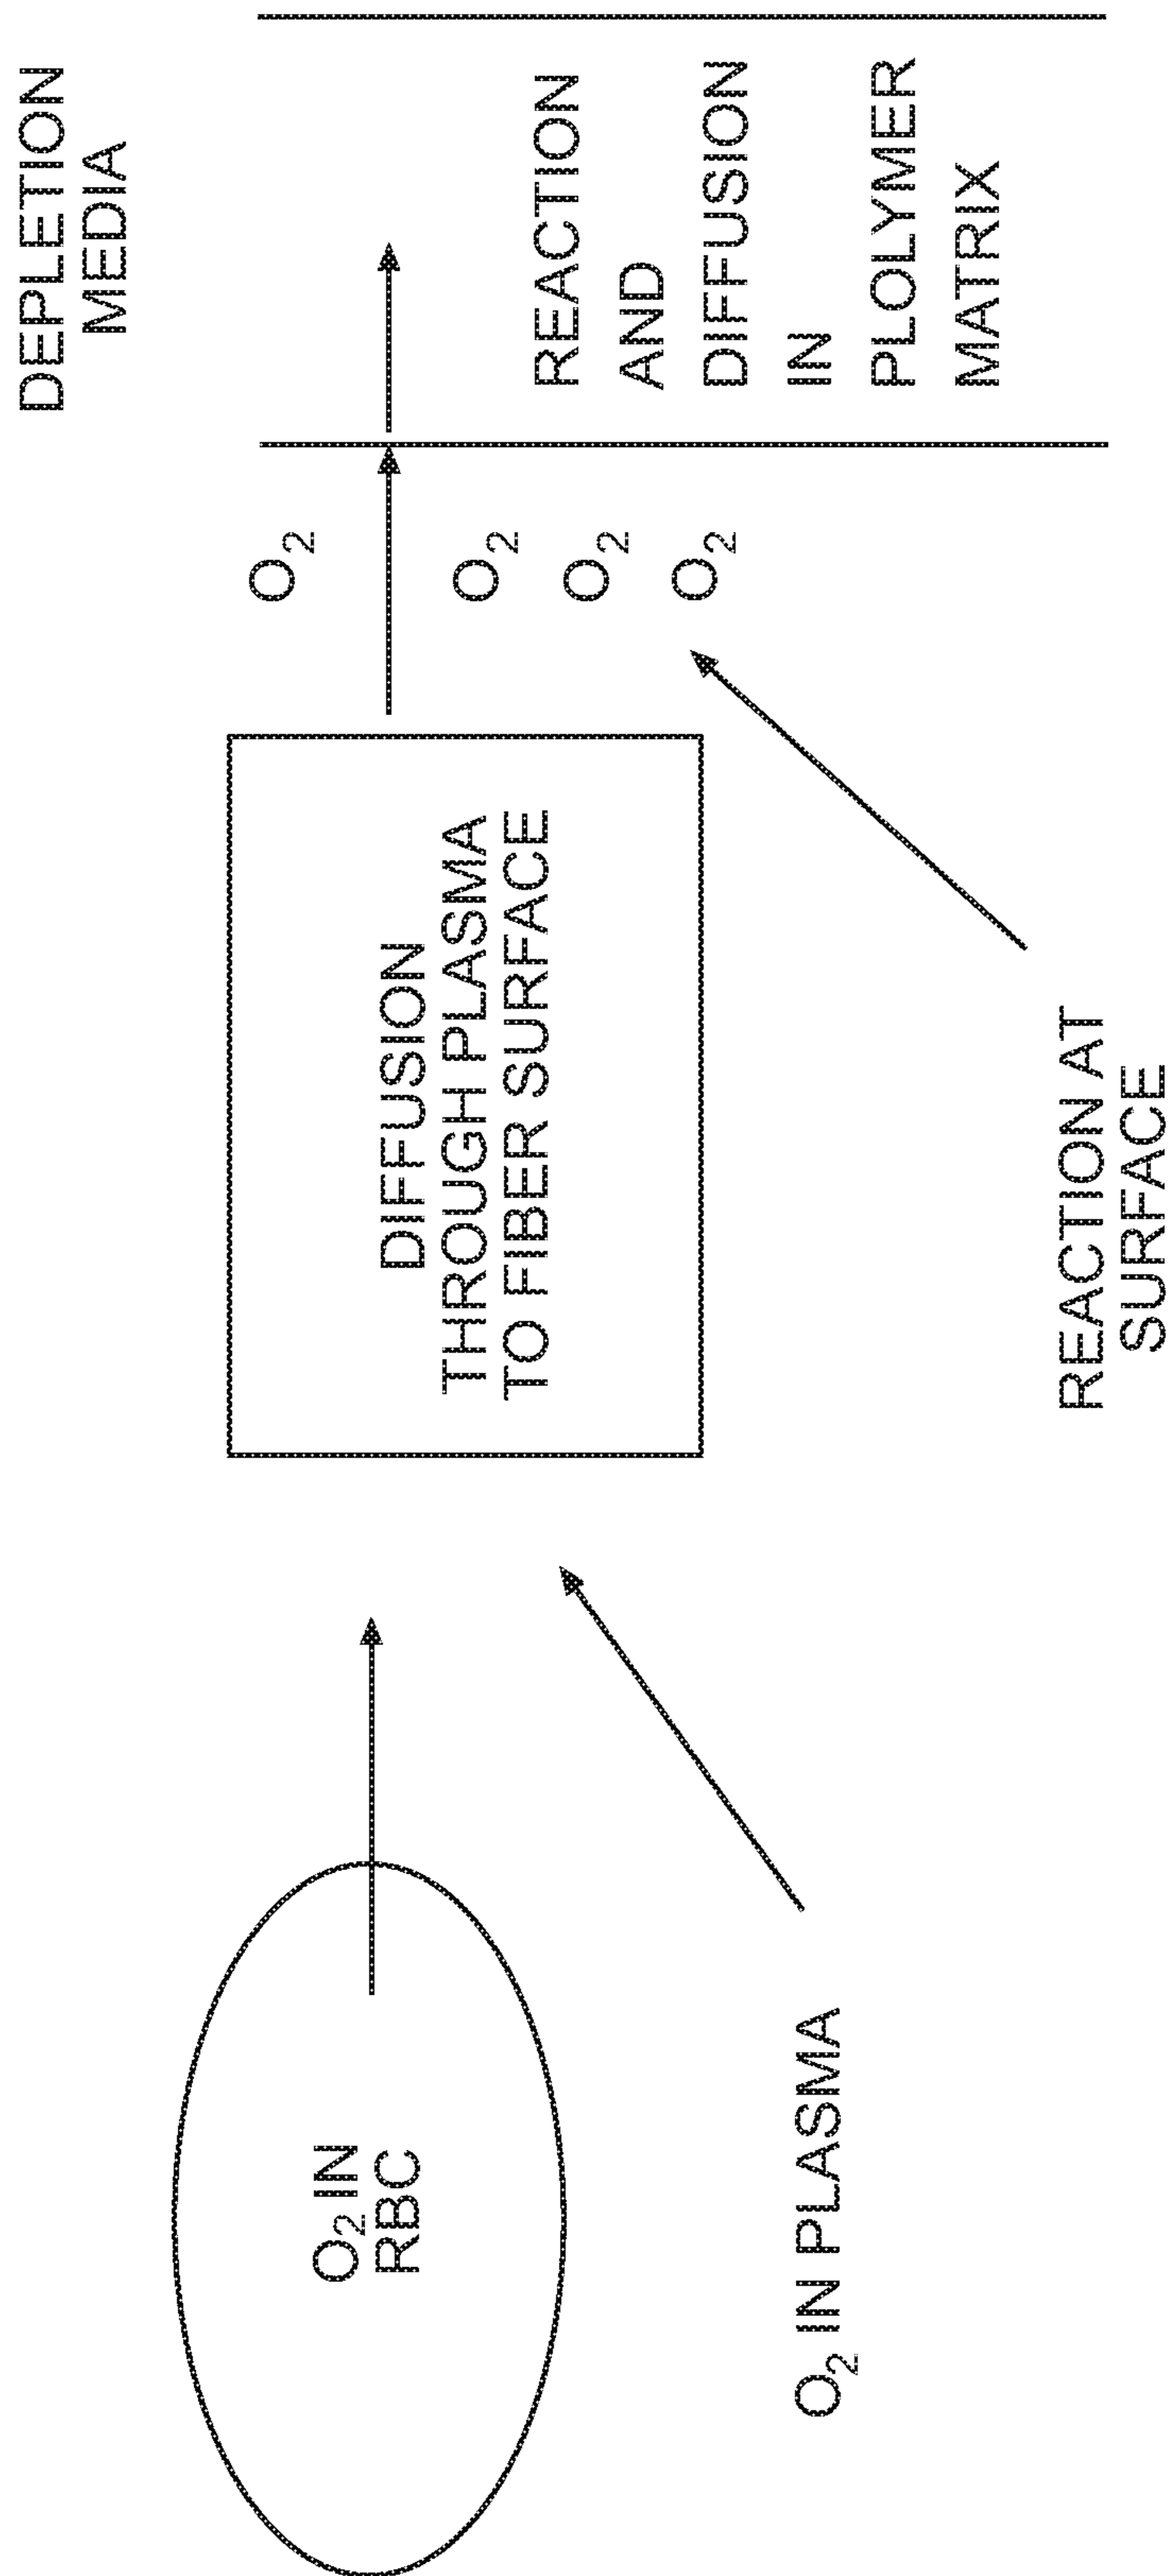 O2 IN
RBC
O2 IN PLASMA
DIFFUSION
THROUGH PLASMA
TO FIBER SURFACE
REACTION AT
SURFACE
O2
O2
O2
O2
DEPLETION
MEDIA
REACTION
AND
DIFFUSION
IN
PLOLYMER
MATRIX